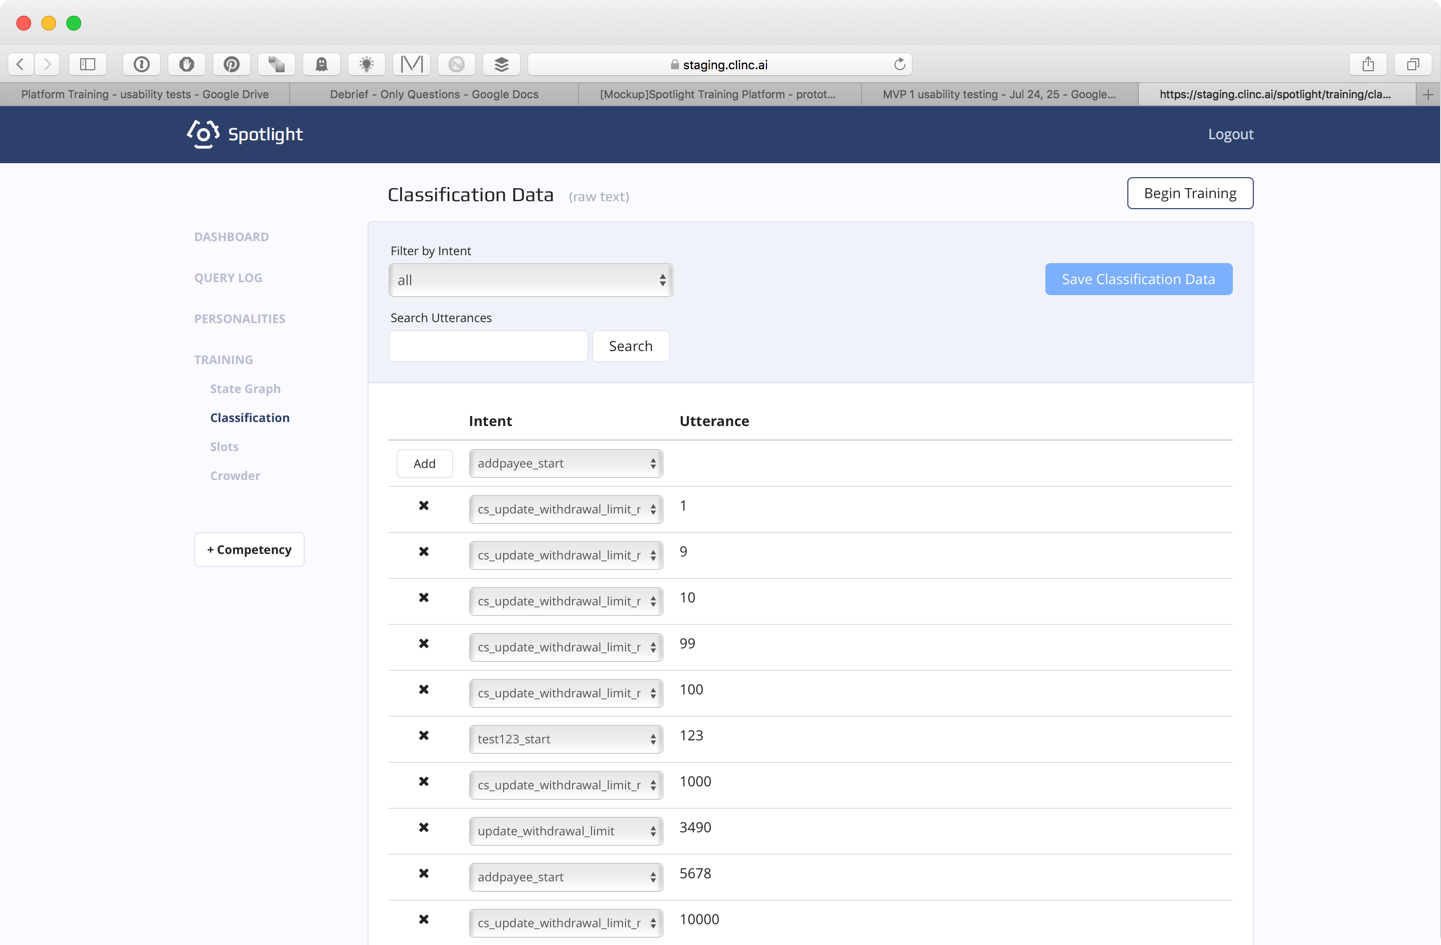 staging.clinc.ai
Platform Training - usability tests - Google Drive
Debrief - Only Questions - Google Docs
[Mockup]Spotlight Training Platform - protot...
MVP 1 usability testing - Jul 24, 25 - Google...
https://staging.clinc.ai/spotlight/training/cla...
Spotlight
Logout
Classification Data (raw text)
Begin Training
DASHBOARD
QUERY LOG
PERSONALITIES
TRAINING
State Graph
Classification
Slots
Crowder
+ Competency
Filter by Intent
all
Save Classification Data
Search Utterances
Search
Intent Utterance
Add addpayee_start
cs_update_withdrawal_limit_r 1
cs_update_withdrawal_limit_r 9
cs_update_withdrawal_limit_r 10
cs_update_withdrawal_limit_r 99
cs_update_withdrawal_limit_r 100
test123_start 123
cs_update_withdrawal_limit_r 1000
update_withdrawal_limit 3490
addpayee_start 5678
cs_update_withdrawal_limit_r 10000